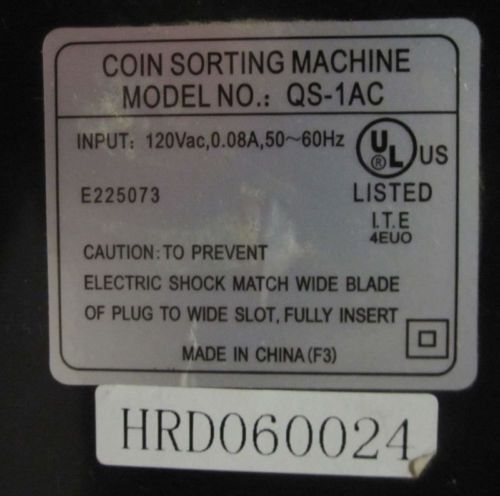 COIN SORTING MACHINE
MODEL NO.: QS-1AC
INPUT: 120Vac,0.08A,50~60Hz
UL ® US
LISTED
E225073
I.T.E
4EUO
CAUTION: TO PREVENT
ELECTRIC SHOCK MATCH WIDE BLADE
OF PLUG TO WIDE SLOT, FULLY INSERT
MADE IN CHINA (F3)
HRD060024